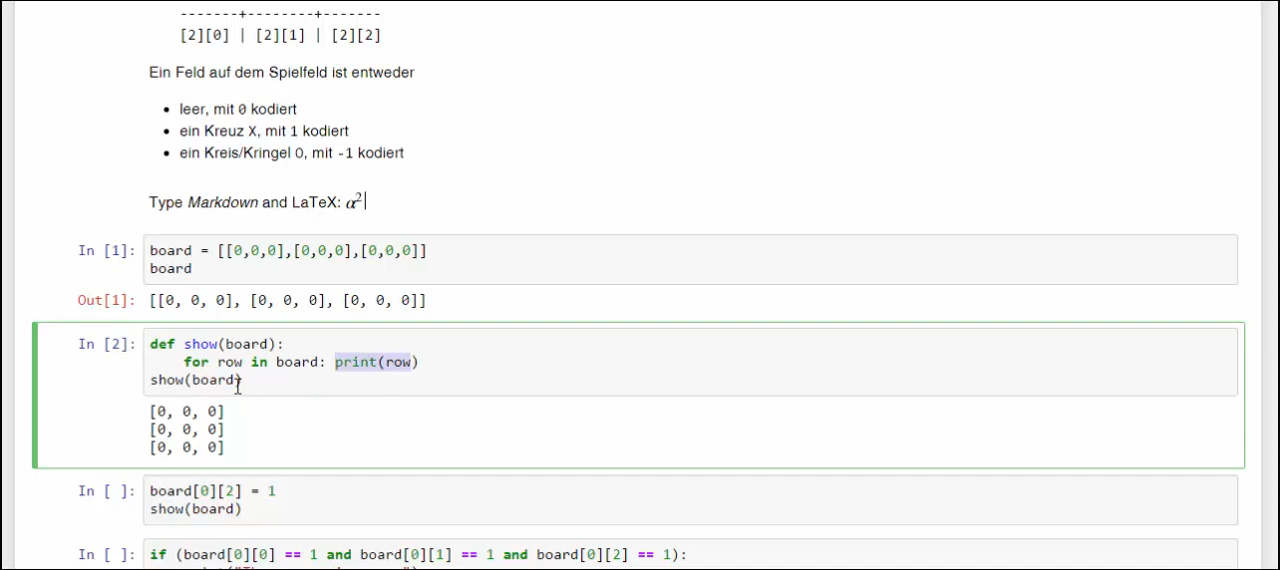 -------+--------+-------
[2][0] | [2][1] | [2][2]
Ein Feld auf dem Spielfeld ist entweder
• leer, mit 0 kodiert
• ein Kreuz X, mit 1 kodiert
• ein Kreis/Kringel O, mit -1 kodiert
Type Markdown and LaTeX: α²
In [1]: board = [[0,0,0],[0,0,0],[0,0,0]]
board
Out[1]: [[0, 0, 0], [0, 0, 0], [0, 0, 0]]
In [2]: def show(board):
for row in board: print(row)
show(board)
[0, 0, 0]
[0, 0, 0]
[0, 0, 0]
In [ ]: board[0][2] = 1
show(board)
In [ ]: if (board[0][0] == 1 and board[0][1] == 1 and board[0][2] == 1):